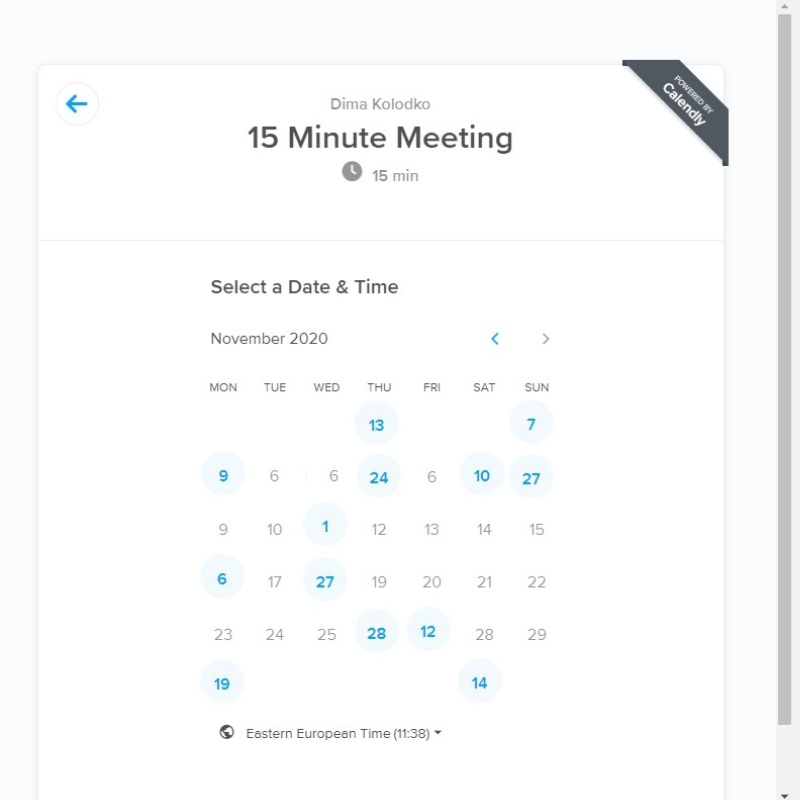 POWERED BY
Calendly
Dima Kolodko
15 Minute Meeting
15 min
Select a Date & Time
November 2020
MON TUE WED THU FRI SAT SUN
13 7
9 6 6 24 6 10 27
9 10 1 12 13 14 15
6 17 27 19 20 21 22
23 24 25 28 12 28 29
19 14
Eastern European Time (11:38)